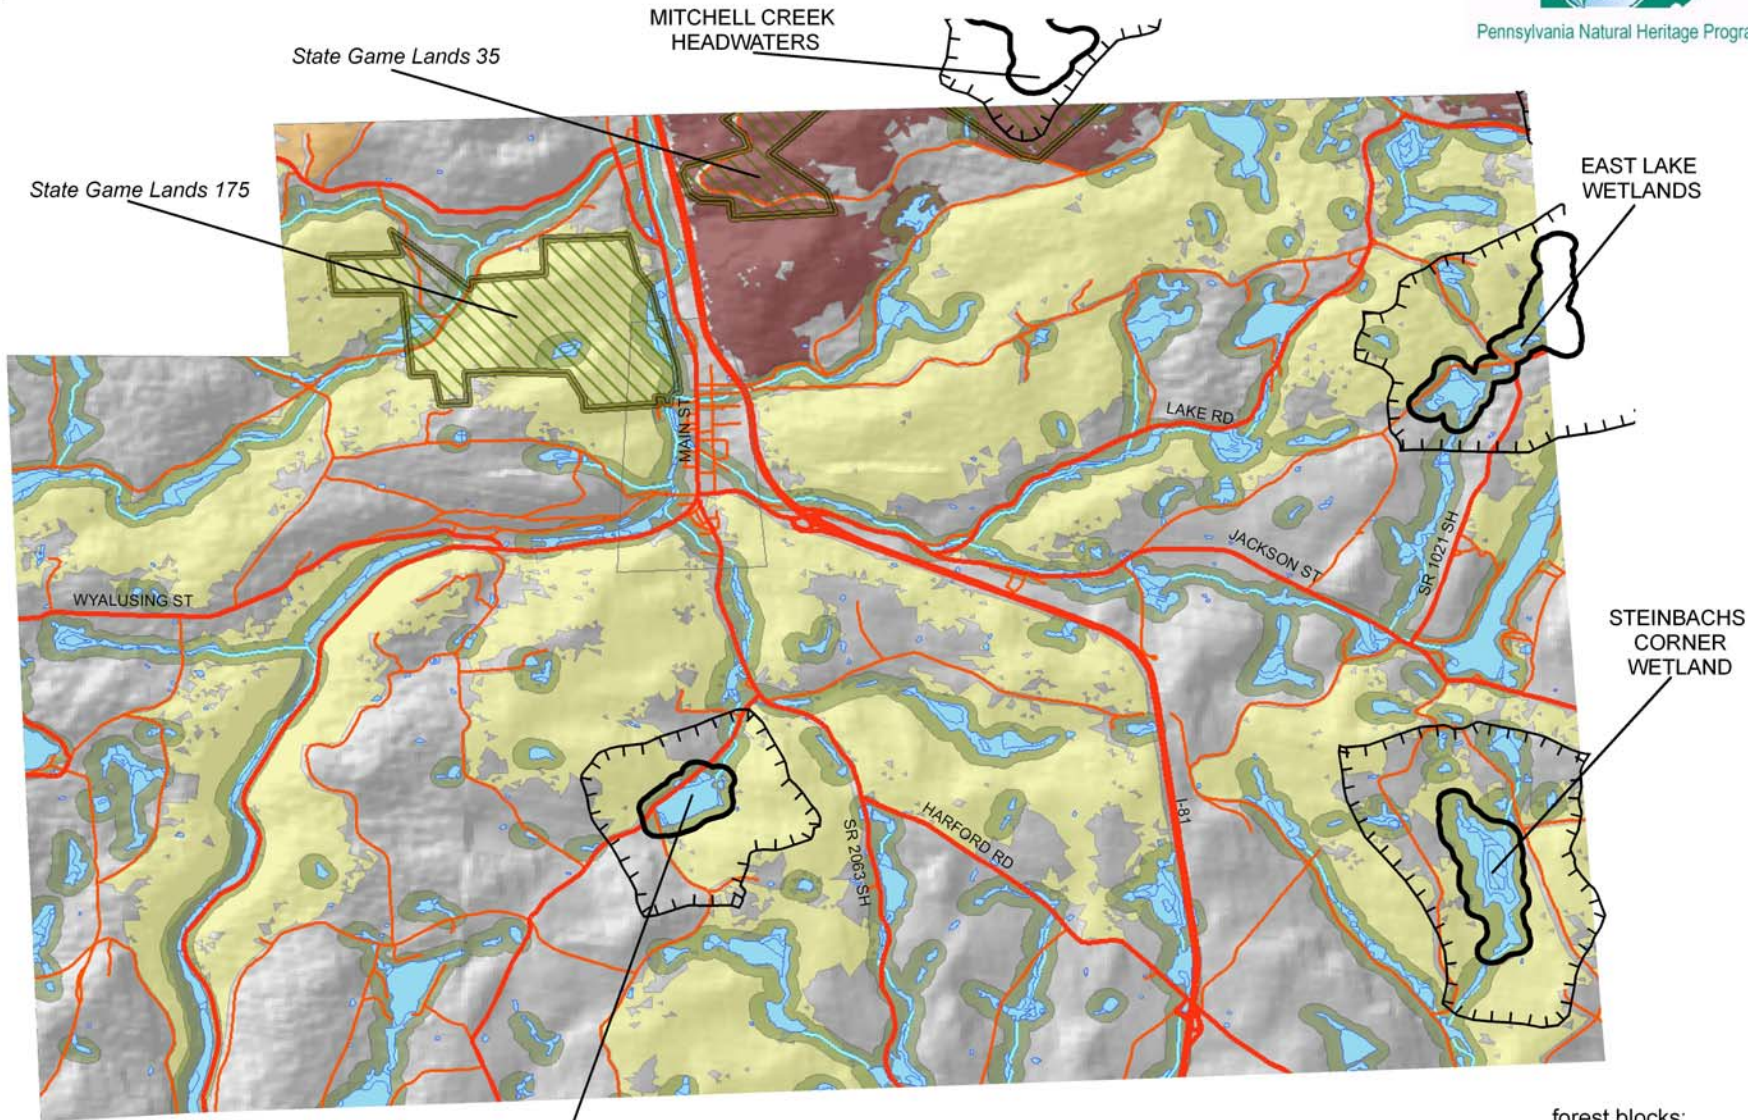 MITCHELL CREEK
HEADWATERS
Pennsylvania Natural Heritage Progra
State Game Lands 35
State Game Lands 175
EAST LAKE
WETLANDS
MAIN ST
LAKE RD
JACKSON ST
SR 1021 SH
WYALUSING ST
STEINBACHS
CORNER
WETLAND
I-81
HARFORD RD
SR 2063 SH
forest blocks: